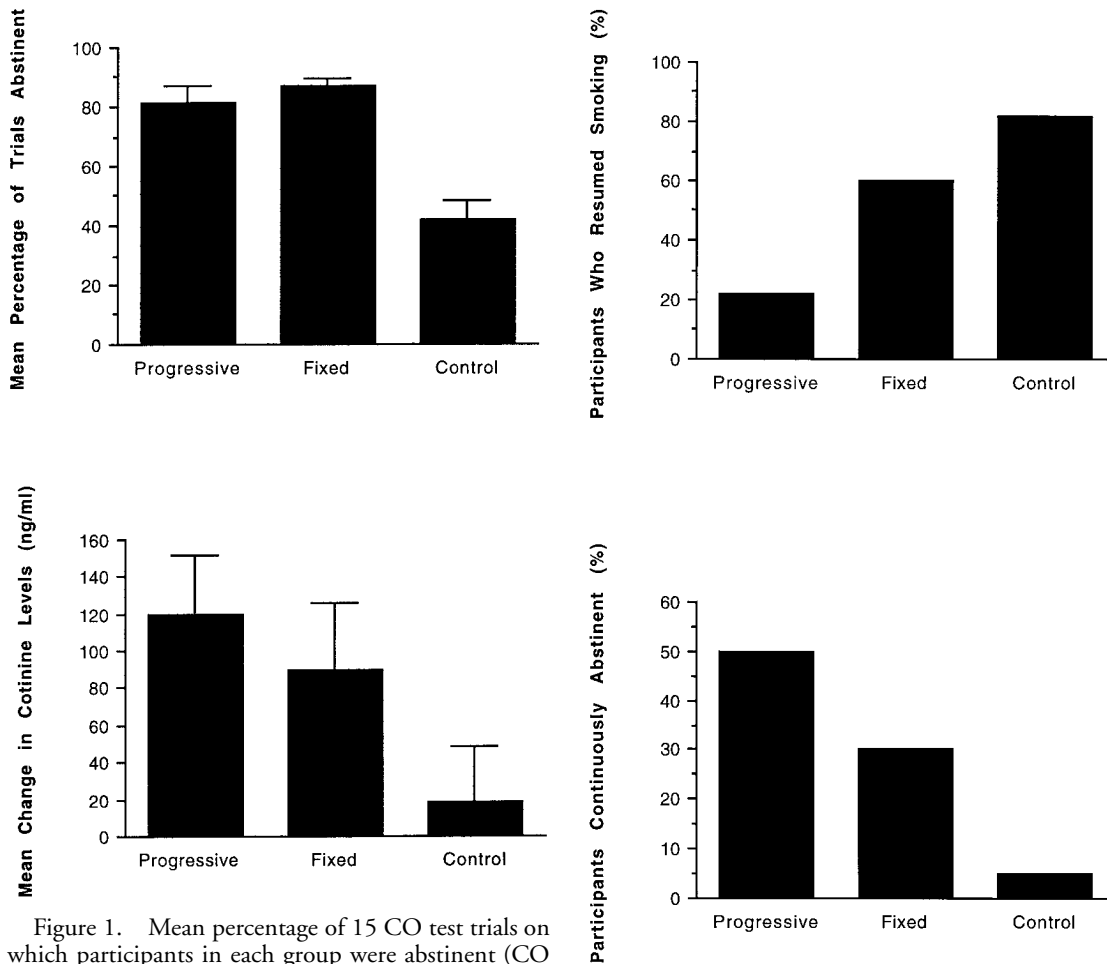 Mean Percentage of Trials Abstinent
100
80
60
40
20
0
Progressive Fixed Control
Participants Who Resumed Smoking (%)
100
80
60
40
20
0
Progressive Fixed Control
Mean Change in Cotinine Levels (ng/ml)
160
140
120
100
80
60
40
20
0
Progressive Fixed Control
Figure 1. Mean percentage of 15 CO test trials on
which participants in each group were abstinent (CO
Participants Continuously Abstinent (%)
60
50
40
30
20
10
0
Progressive Fixed Control